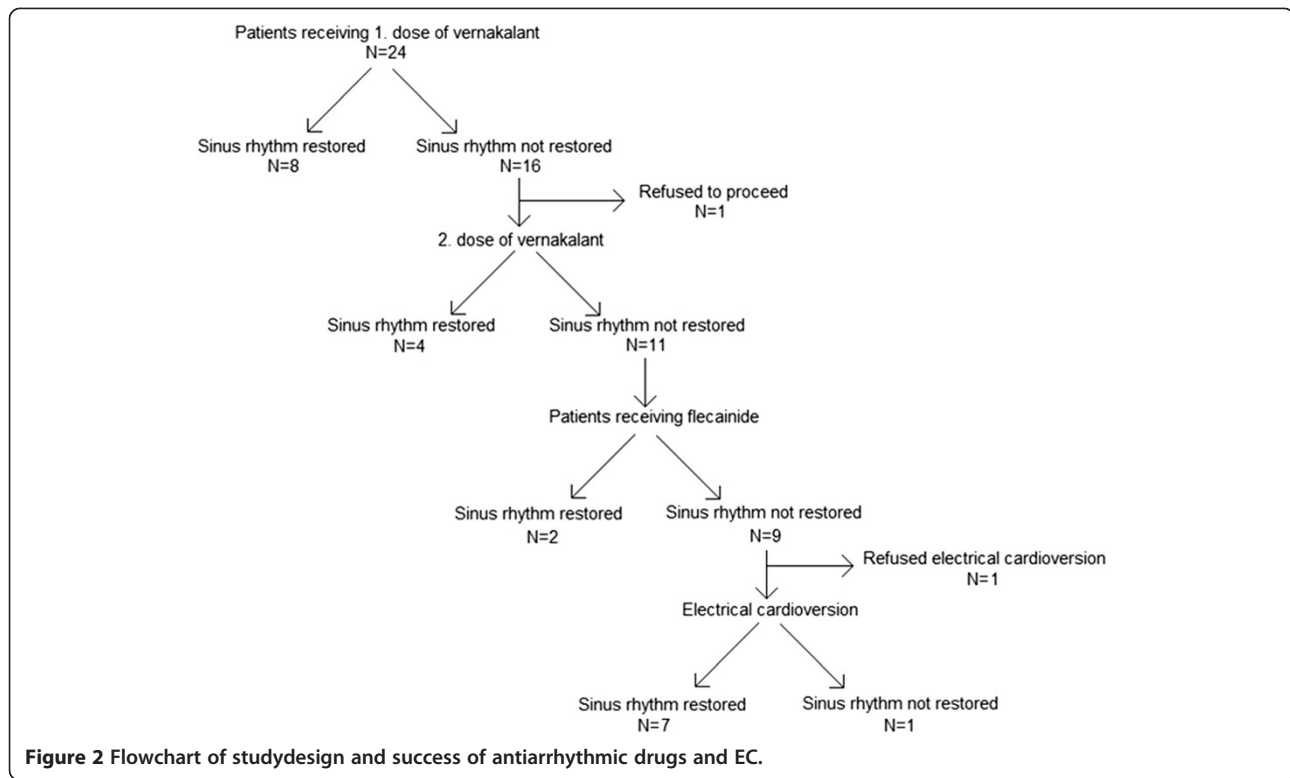 Patients receiving 1. dose of vernakalant
N=24
Sinus rhythm restored
N=8
Sinus rhythm not restored
N=16
Refused to proceed
N=1
2. dose of vernakalant
Sinus rhythm restored
N=4
Sinus rhythm not restored
N=11
Patients receiving flecainide
Sinus rhythm restored
N=2
Sinus rhythm not restored
N=9
Refused electrical cardioversion
N=1
Electrical cardioversion
Sinus rhythm restored
N=7
Sinus rhythm not restored
N=1
Figure 2 Flowchart of studydesign and success of antiarrhythmic drugs and EC.